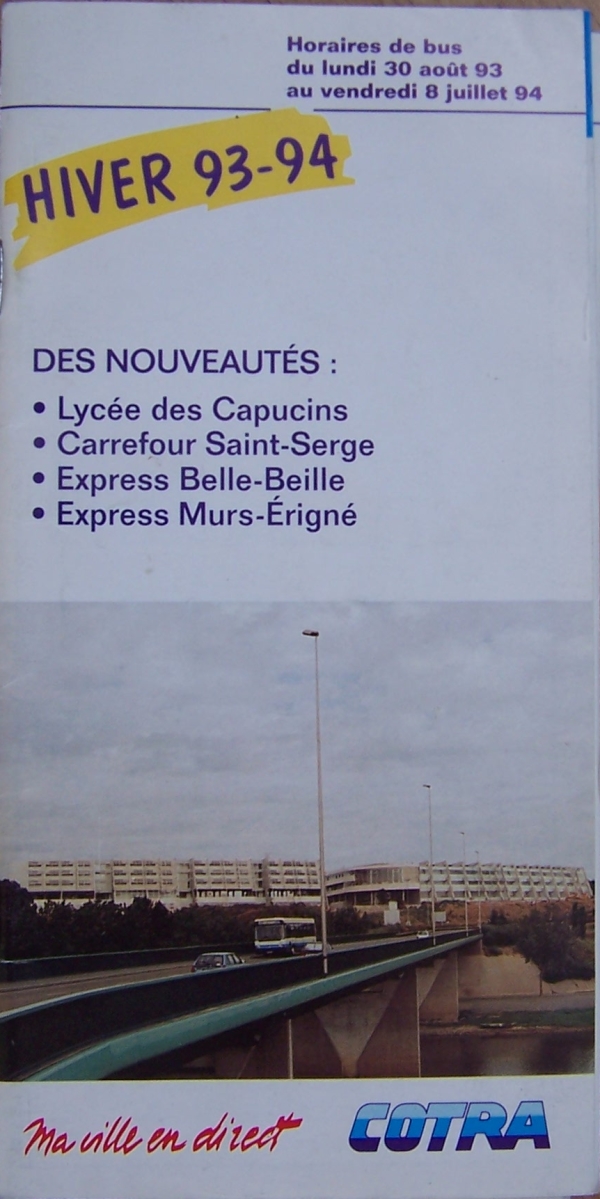 Horaires de bus
du lundi 30 août 93
au vendredi 8 juillet 94
HIVER 93-94
DES NOUVEAUTÉS :
• Lycée des Capucins
• Carrefour Saint-Serge
• Express Belle-Beille
• Express Murs-Érigné
Ma ville en direct
COTRA